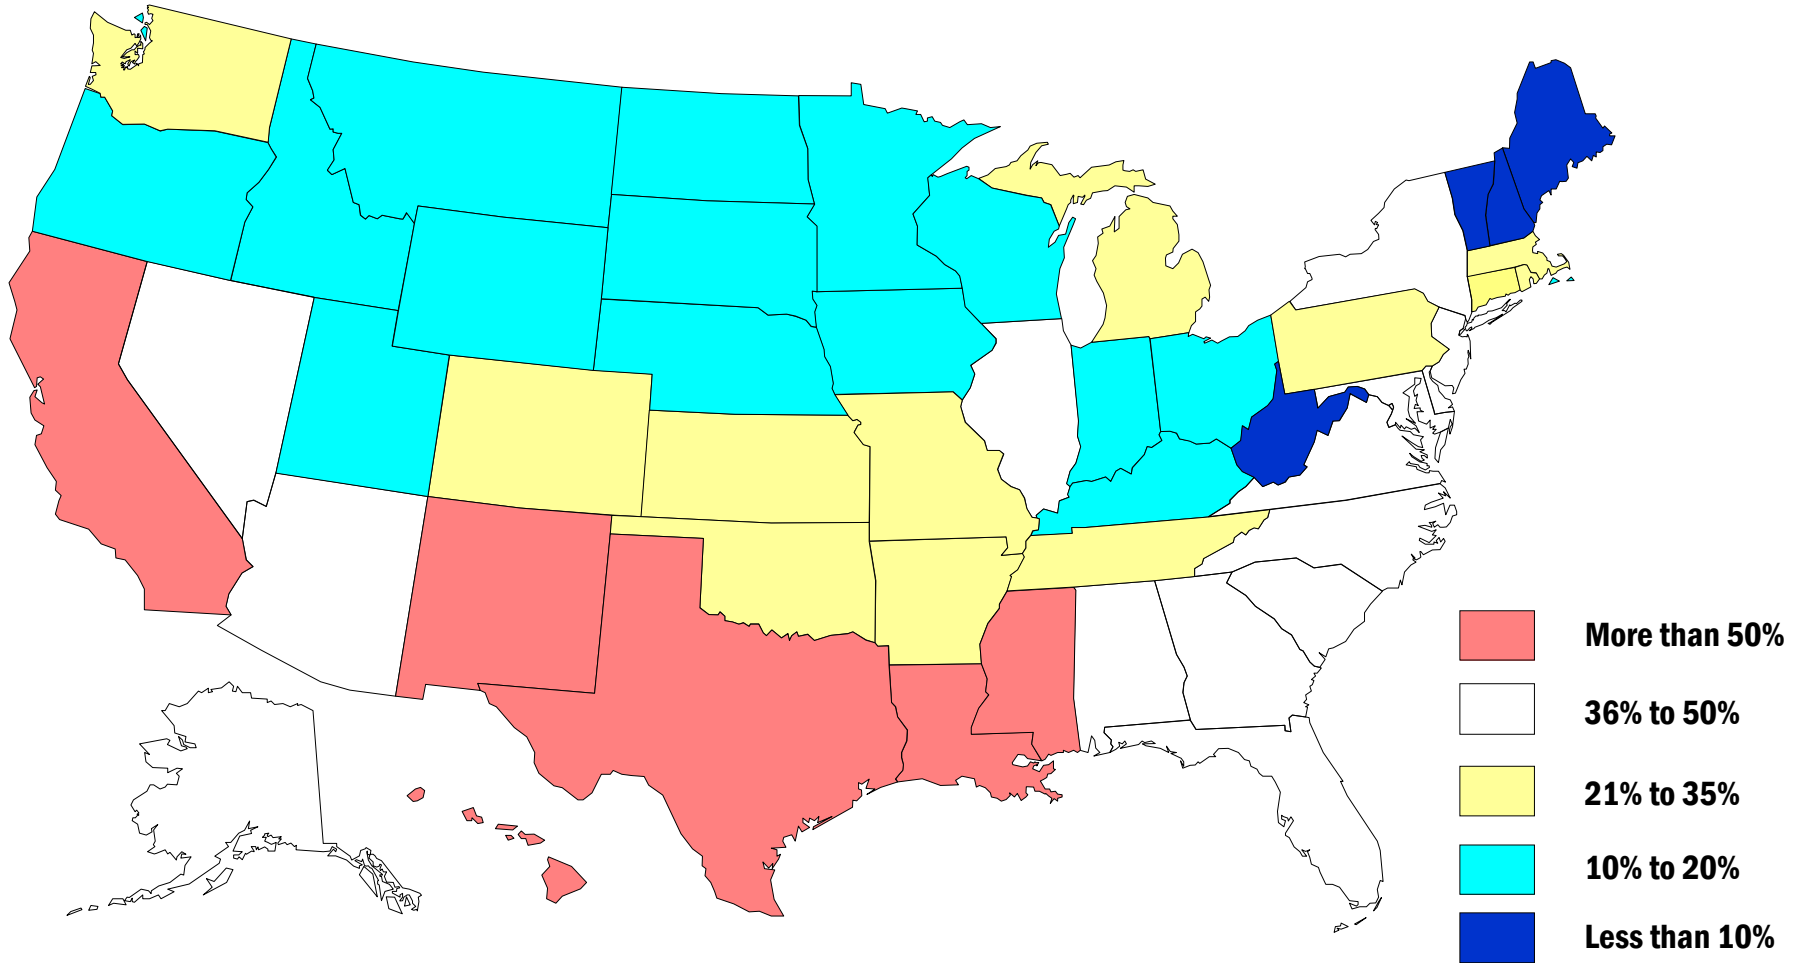 More than 50%
36% to 50%
21% to 35%
10% to 20%
Less than 10%